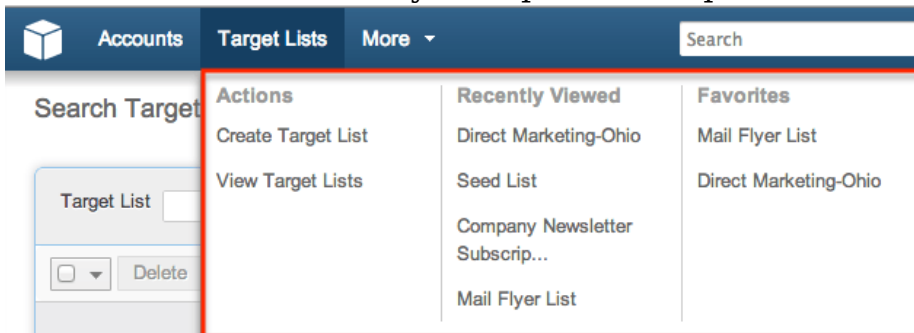 Accounts Target Lists More Search
Search Target
Actions
Create Target List
View Target Lists
Recently Viewed
Direct Marketing-Ohio
Seed List
Company Newsletter
Subscrip...
Mail Flyer List
Favorites
Mail Flyer List
Direct Marketing-Ohio
Target List
Delete